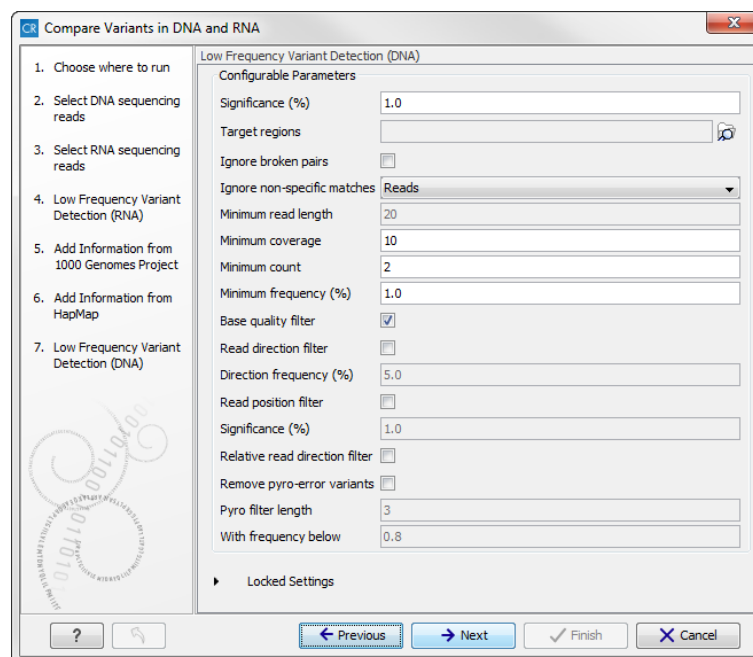 CR Compare Variants in DNA and RNA
X
1. Choose where to run
2. Select DNA sequencing
reads
3. Select RNA sequencing
reads
4. Low Frequency Variant
Detection (RNA)
5. Add Information from
1000 Genomes Project
6. Add Information from
HapMap
7. Low Frequency Variant
Detection (DNA)
Low Frequency Variant Detection (DNA)
Configurable Parameters
Significance (%) 1.0
Target regions
Ignore broken pairs
Ignore non-specific matches Reads
Minimum read length 20
Minimum coverage 10
Minimum count 2
Minimum frequency (%) 1.0
Base quality filter
Read direction filter
Direction frequency (%) 5.0
Read position filter
Significance (%) 1.0
Relative read direction filter
Remove pyro-error variants
Pyro filter length 3
With frequency below 0.8
Locked Settings
? Previous Next Finish Cancel